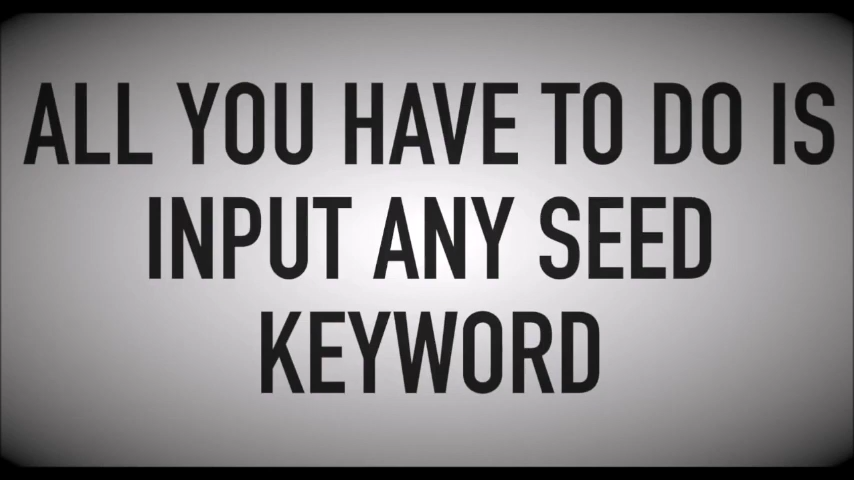 ALL YOU HAVE TO DO IS
INPUT ANY SEED
KEYWORD